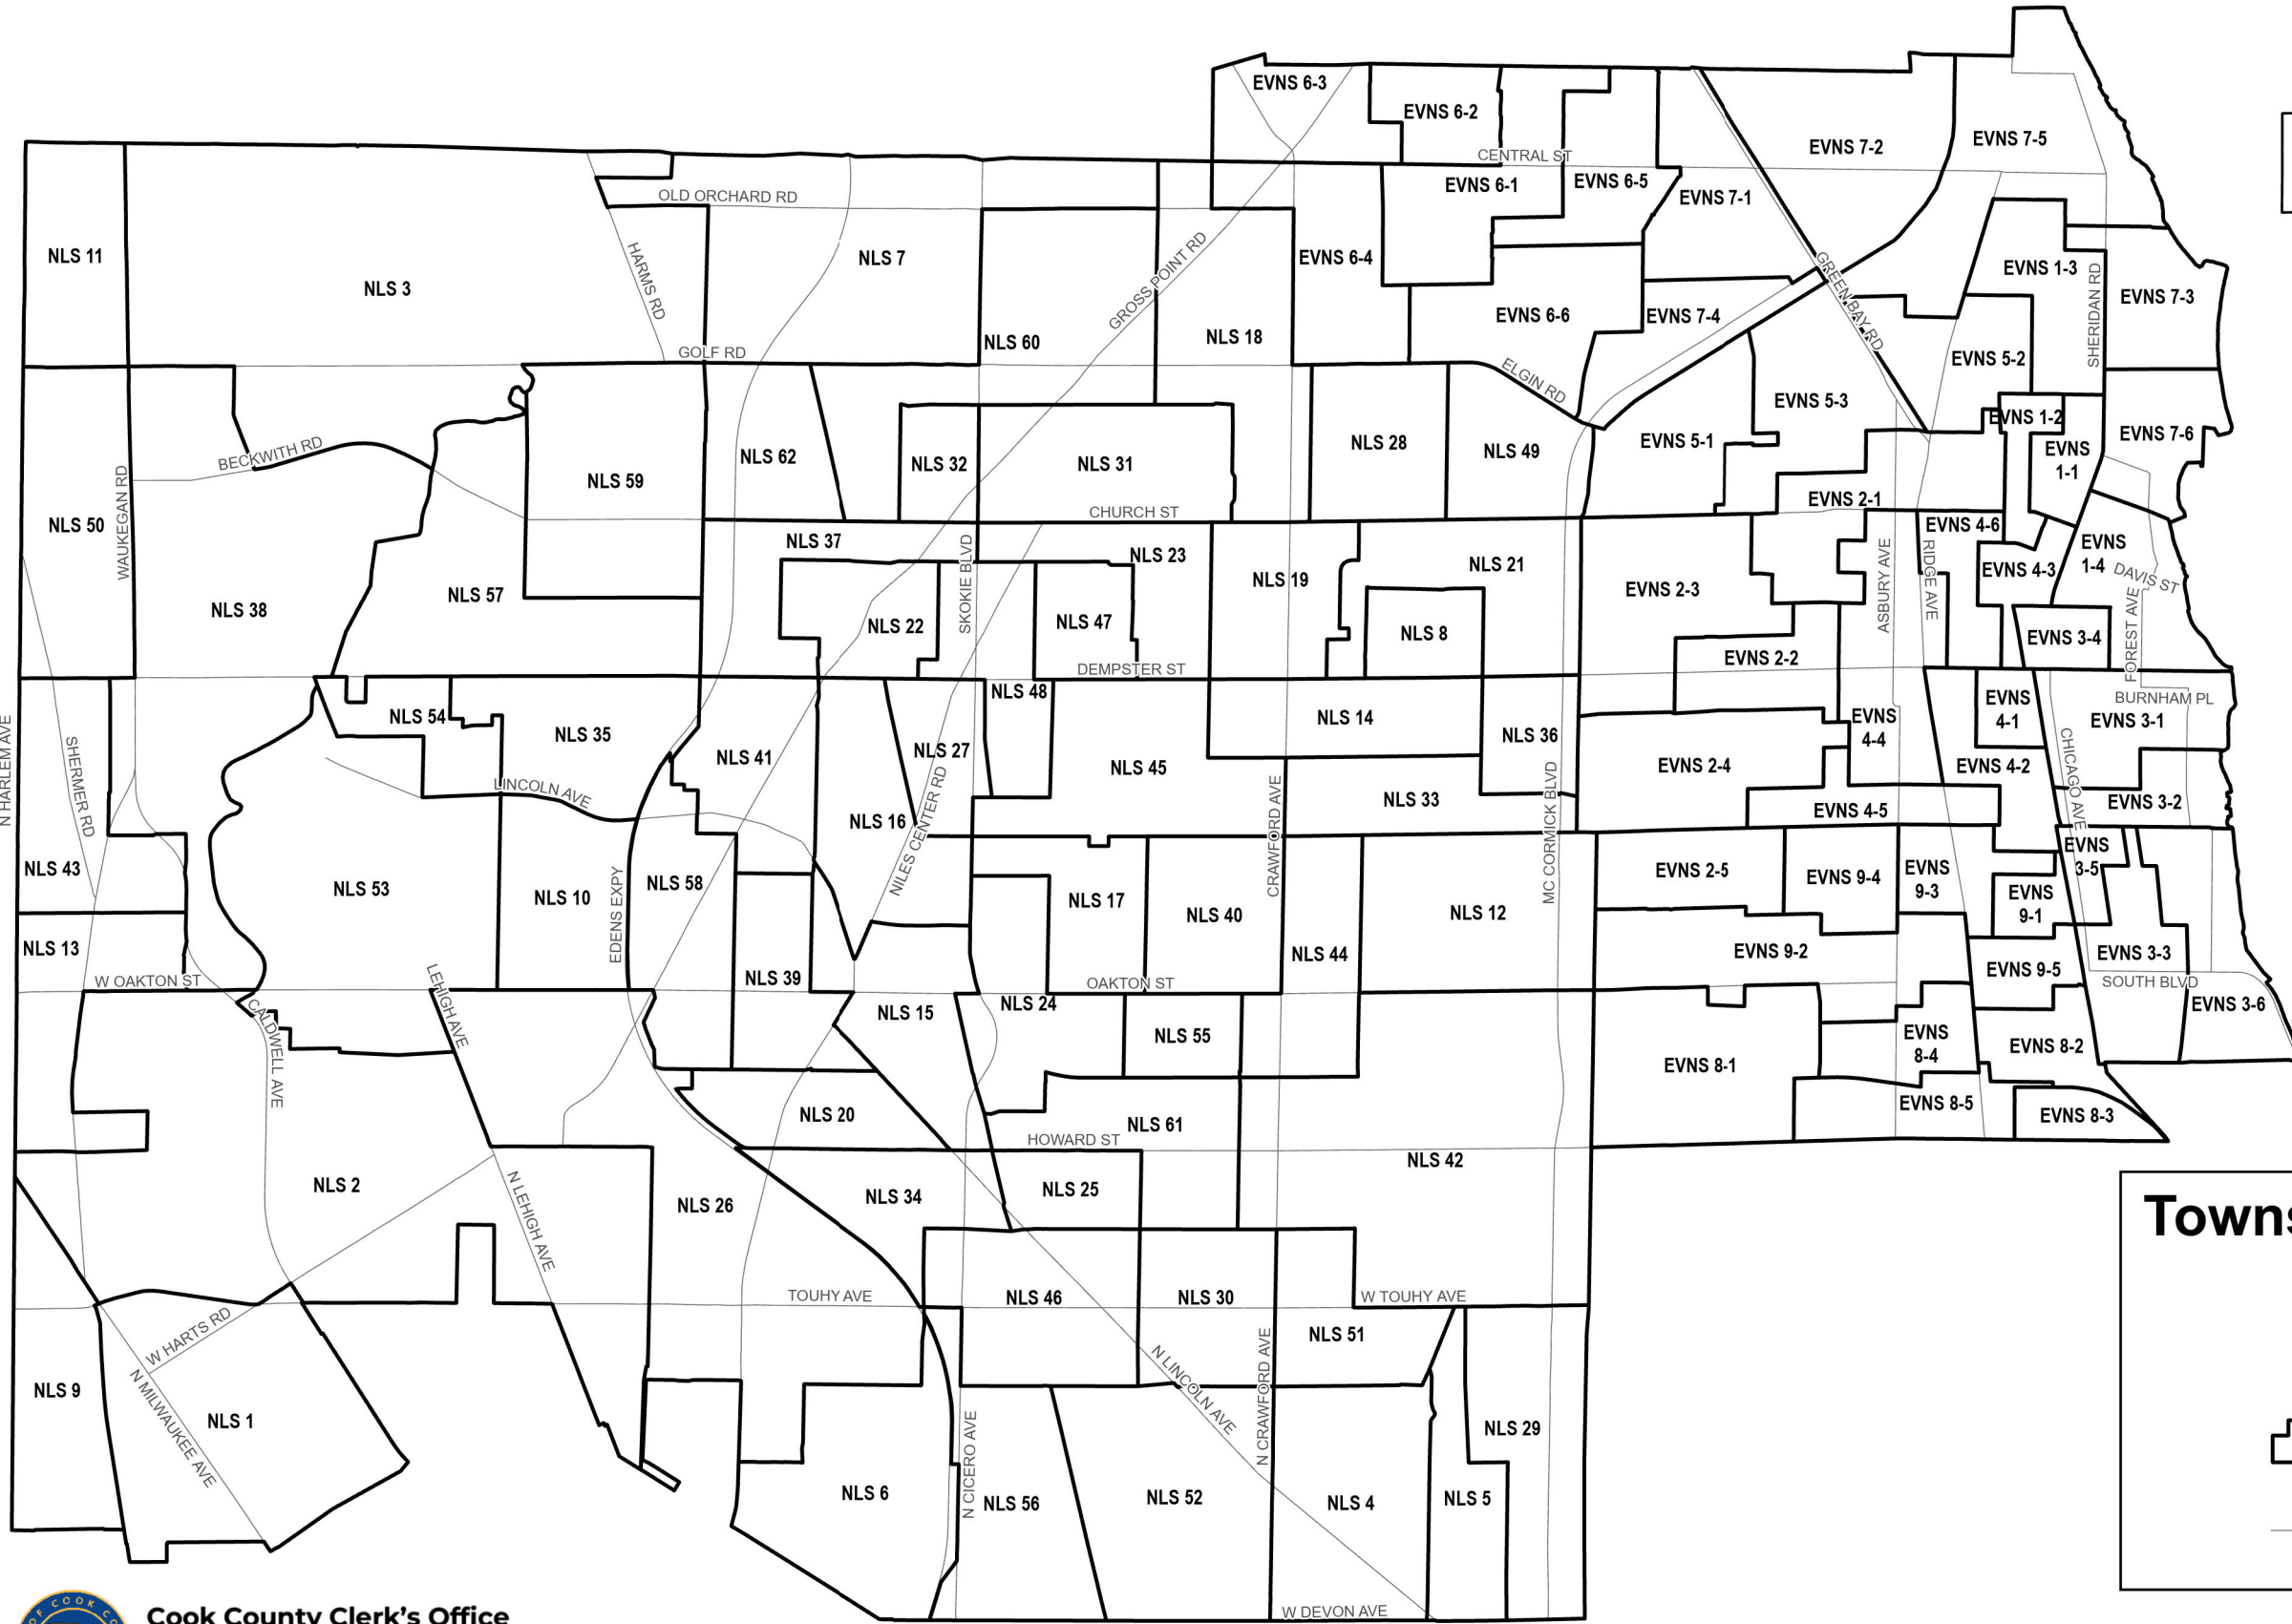 EVNS 6-3
EVNS 6-2
EVNS 7-2
EVNS 7-5
CENTRAL ST
EVNS 6-1
EVNS 6-5
EVNS 7-1
OLD ORCHARD RD
NLS 11
NLS 3
HARMS RD
NLS 7
GROSS POINT RD
EVNS 6-4
GREEN BAY RD
EVNS 1-3
SHERIDAN RD
EVNS 7-3
NLS 60
NLS 18
EVNS 6-6
EVNS 7-4
GOLF RD
ELGIN RD
EVNS 5-2
EVNS 5-3
EVNS 1-2
EVNS 7-6
BECKWITH RD
NLS 59
NLS 62
NLS 32
NLS 31
NLS 28
NLS 49
EVNS 5-1
EVNS
1-1
NLS 50
WAUKEGAN RD
CHURCH ST
EVNS 2-1
EVNS 4-6
NLS 37
SKOKIE BLVD
NLS 23
NLS 19
NLS 21
EVNS 2-3
ASBURY AVE
RIDGE AVE
EVNS 4-3
EVNS
1-4
DAVIS ST
NLS 38
NLS 57
NLS 22
NLS 47
NLS 8
EVNS 3-4
FOREST AVE
DEMPSTER ST
EVNS 2-2
NLS 48
N HARLEM AVE
SHERMER RD
NLS 54
NLS 35
NLS 41
NLS 27
NLS 14
NLS 36
EVNS
4-4
EVNS
4-1
BURNHAM PL
EVNS 3-1
CHICAGO AVE
LINCOLN AVE
NLS 45
EVNS 2-4
EVNS 4-2
NLS 33
MC CORMICK BLVD
EVNS 4-5
EVNS 3-2
NLS 16
NILES CENTER RD
CRAWFORD AVE
NLS 43
NLS 53
NLS 10
EDENS EXPY
NLS 58
NLS 17
NLS 40
NLS 12
EVNS 2-5
EVNS 9-4
EVNS
9-3
EVNS
3-5
EVNS
9-1
NLS 13
NLS 39
NLS 44
EVNS 9-2
EVNS 9-5
EVNS 3-3
W OAKTON ST
OAKTON ST
SOUTH BLVD
CALDWELL AVE
LEHIGH AVE
NLS 15
NLS 24
NLS 55
EVNS 3-6
EVNS 8-1
EVNS
8-4
EVNS 8-2
NLS 20
NLS 61
EVNS 8-5
EVNS 8-3
HOWARD ST
NLS 2
N LEHIGH AVE
NLS 26
NLS 34
NLS 25
NLS 42
Towns
TOUHY AVE
NLS 46
NLS 30
W TOUHY AVE
W HARTS RD
NLS 51
NLS 9
N MILWAUKEE AVE
NLS 1
N LINCOLN AVE
N CRAWFORD AVE
NLS 29
NLS 6
N CICERO AVE
NLS 56
NLS 52
NLS 4
NLS 5
W DEVON AVE
OF COOK CO
Cook County Clerk's Office